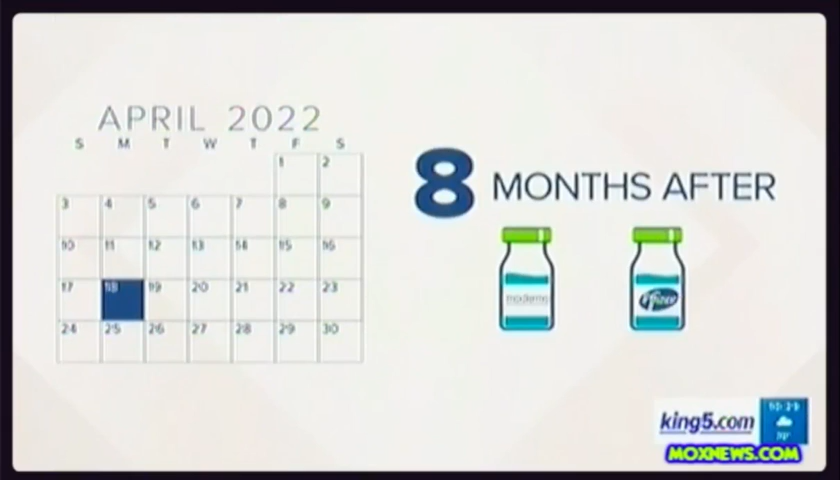 APRIL 2022
S M T W T F S
1 2
3 4 5 6 7 8 9
10 11 12 13 14 15 16
17 18 19 20 21 22 23
24 25 26 27 28 29 30
8 MONTHS AFTER
moderna
Pfizer
king5.com
MOXNEWS.COM